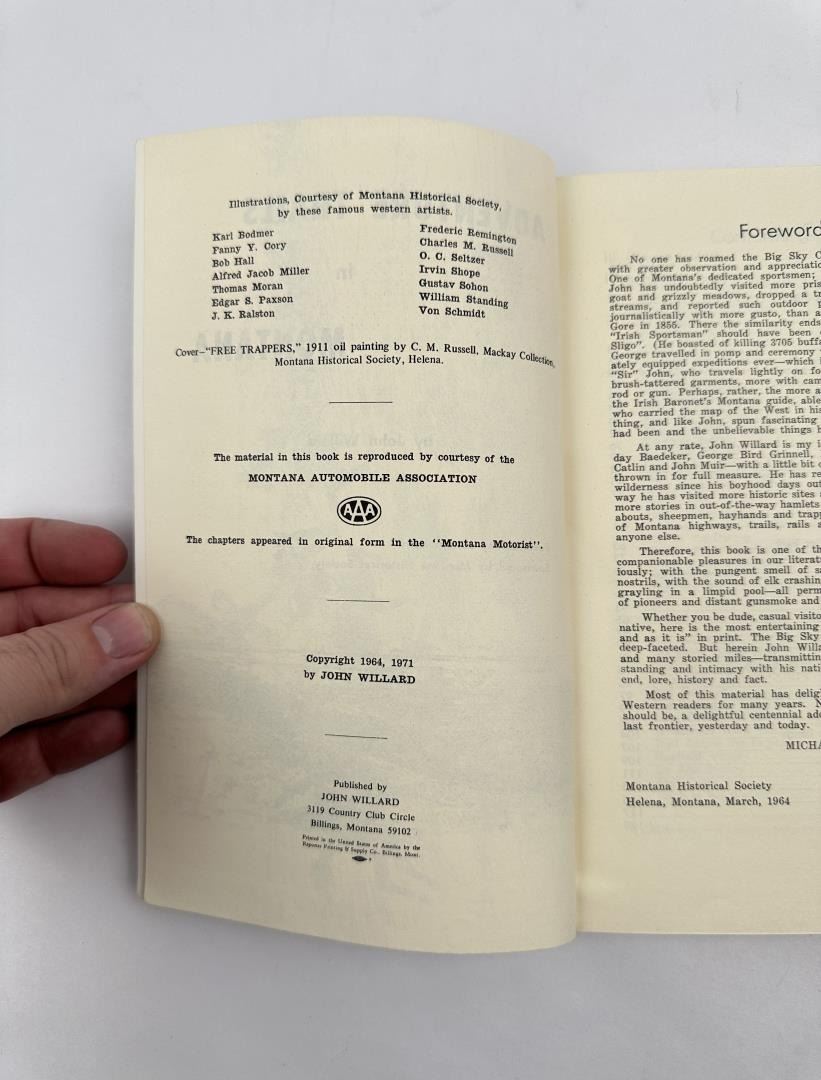 Illustrations, Courtesy of Montana Historical Society,
by these famous western artists.
Karl Bodmer
Fanny Y. Cory
Bob Hall
Alfred Jacob Miller
Thomas Moran
Edgar S. Paxson
J. K. Ralston
Frederic Remington
Charles M. Russell
O. C. Seltzer
Irvin Shope
Gustav Sohon
William Standing
Von Schmidt
Cover—"FREE TRAPPERS," 1911 oil painting by C. M. Russell, Mackay Collection,
Montana Historical Society, Helena.
The material in this book is reproduced by courtesy of the
MONTANA AUTOMOBILE ASSOCIATION
AAA
The chapters appeared in original form in the "Montana Motorist".
Copyright 1964, 1971
by JOHN WILLARD
Published by
JOHN WILLARD
3119 Country Club Circle
Billings, Montana 59102
Printed in the United States of America by the
Reporter Printing & Supply Co., Billings, Mont.
Foreword
No one has roamed the Big Sky
with greater observation and
One of Montana's dedicated sportsmen;
John has undoubtedly visited more
goat and grizzly meadows, dropped a
streams, and reported such outdoor
journalistically with more gusto, than
Gore in 1855. There the similarity ends
"Irish Sportsman" should have been
Sligo". (He boasted of killing 3705
George travelled in pomp and ceremony
ately equipped expeditions ever—which
"Sir" John, who travels lightly on
brush-tattered garments, more with
rod or gun. Perhaps, rather, the more
the Irish Baronet's Montana guide,
who carried the map of the West in
thing, and like John, spun fascinating
had been and the unbelievable things
At any rate, John Willard is my
day Baedeker, George Bird Grinnell,
Catlin and John Muir—with a little bit
thrown in for full measure. He has
wilderness since his boyhood days
way he has visited more historic sites
more stories in out-of-the-way hamlets
abouts, sheepmen, hayhands and
of Montana highways, trails, rails
anyone else.
Therefore, this book is one of
companionable pleasures in our
iously; with the pungent smell of
nostrils, with the sound of elk
grayling in a limpid pool—all
of pioneers and distant gunsmoke and
Whether you be dude, casual
native, here is the most entertaining
and as it is" in print. The Big Sky
deep-faceted. But herein John
and many storied miles—transmitting
standing and intimacy with his
end, lore, history and fact.
Most of this material has
Western readers for many years.
should be, a delightful centennial
last frontier, yesterday and today.
Montana Historical Society
Helena, Montana, March, 1964